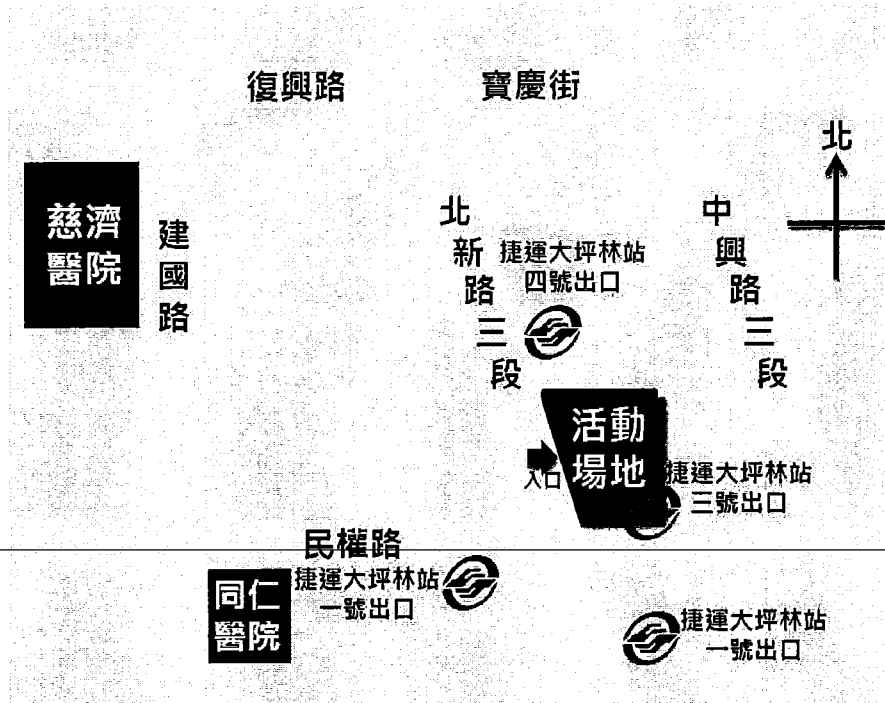 復興路
寶慶街
北
慈濟
醫院
建國路
北新路三段
捷運大坪林站
四號出口
中興路三段
活動
場地
入口
捷運大坪林站
三號出口
民權路
捷運大坪林站
一號出口
同仁
醫院
捷運大坪林站
一號出口